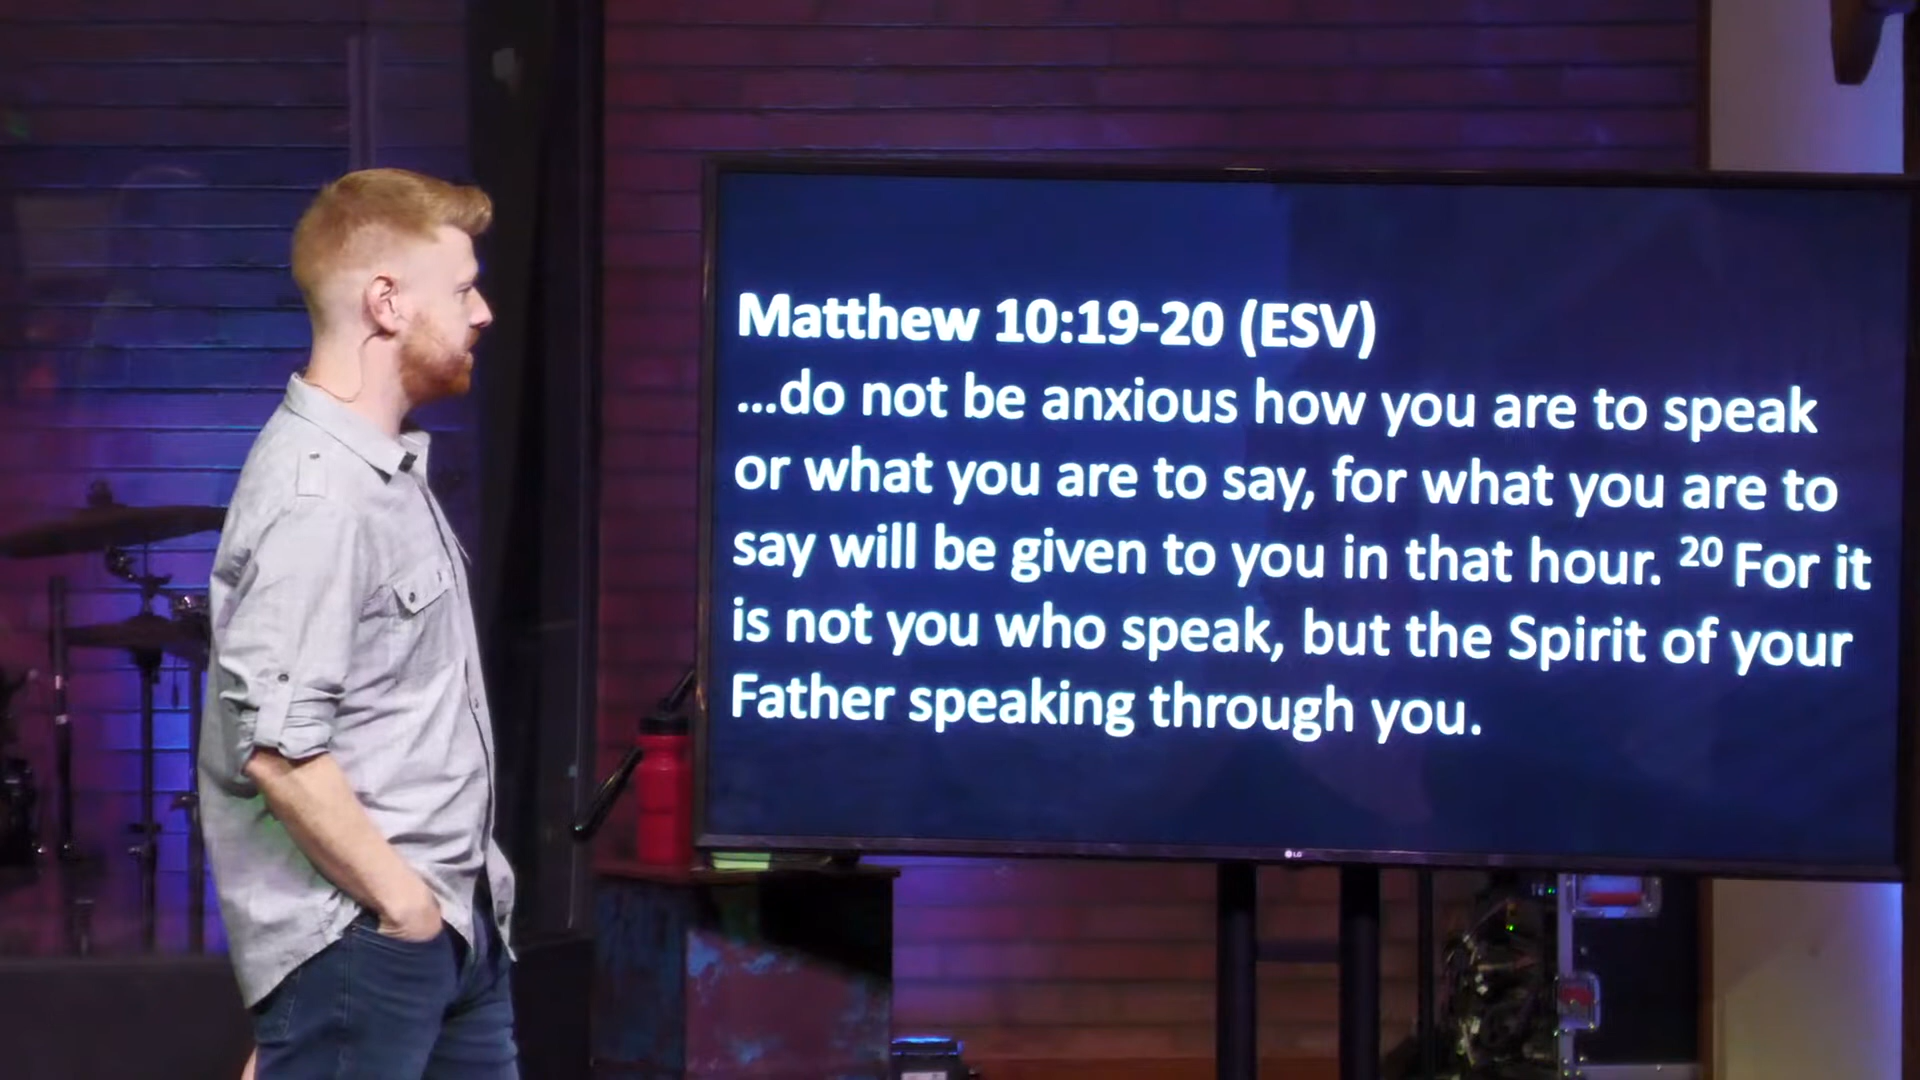 Matthew 10:19-20 (ESV)
...do not be anxious how you are to speak
or what you are to say, for what you are to
say will be given to you in that hour. 20 For it
is not you who speak, but the Spirit of your
Father speaking through you.
LG